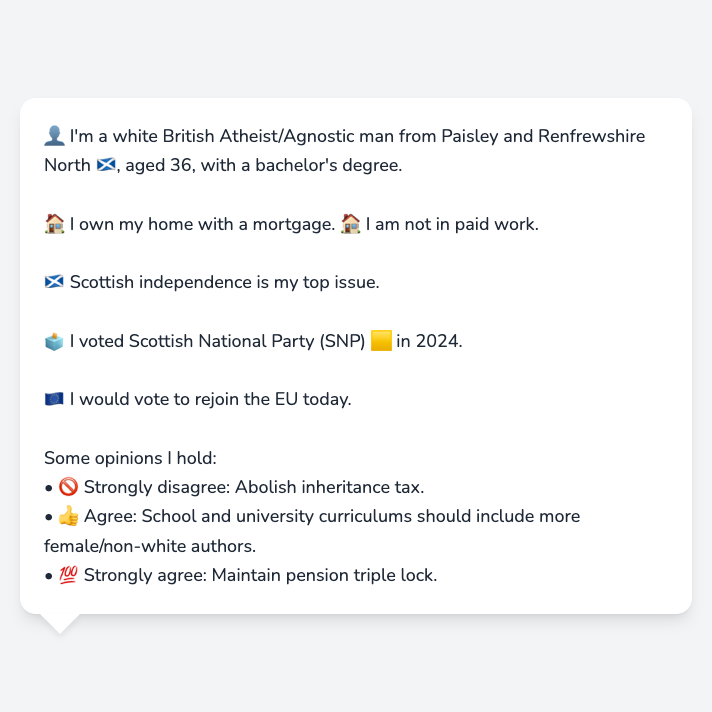 👤 I'm a white British Atheist/Agnostic man from Paisley and Renfrewshire
North 🏴󠁧󠁢󠁳󠁣󠁴󠁿, aged 36, with a bachelor's degree.
🏠 I own my home with a mortgage. 🏠 I am not in paid work.
🏴󠁧󠁢󠁳󠁣󠁴󠁿 Scottish independence is my top issue.
🗳️ I voted Scottish National Party (SNP) 🟨 in 2024.
🇪🇺 I would vote to rejoin the EU today.
Some opinions I hold:
• 🚫 Strongly disagree: Abolish inheritance tax.
• 👍 Agree: School and university curriculums should include more
female/non-white authors.
• 💯 Strongly agree: Maintain pension triple lock.